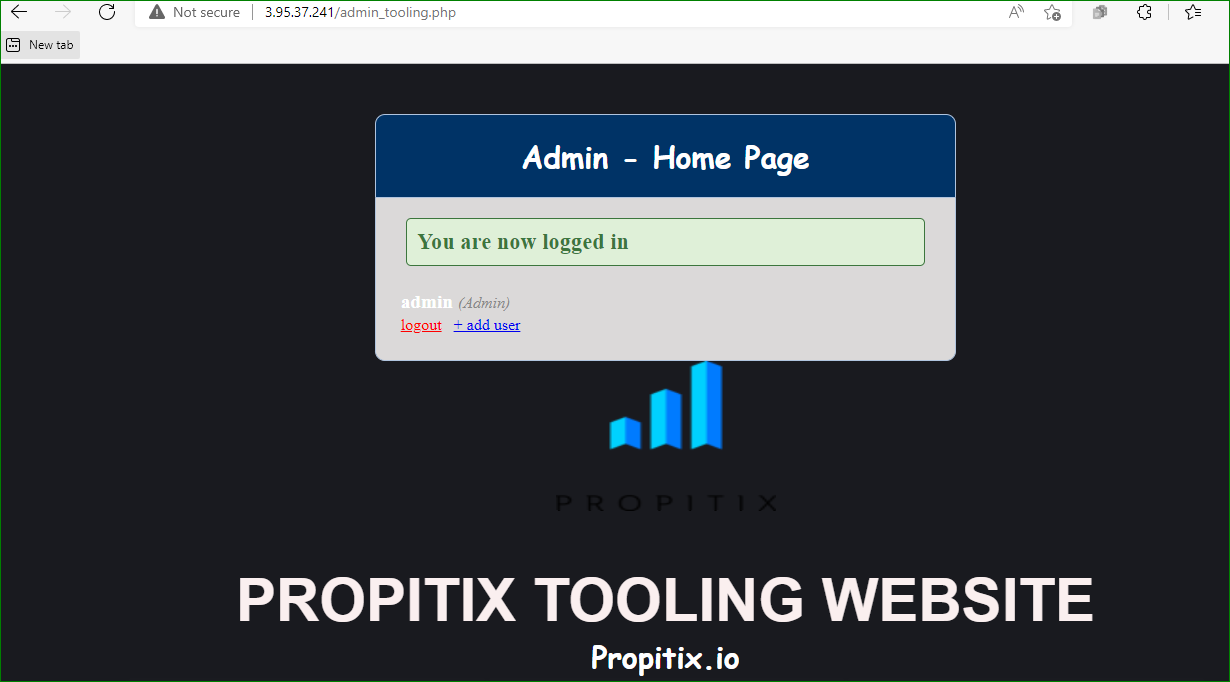 Not secure 3.95.37.241/admin_tooling.php A
New tab
Admin - Home Page
You are now logged in
admin (Admin)
logout + add user
PROPITIX
PROPITIX TOOLING WEBSITE
Propitix.io